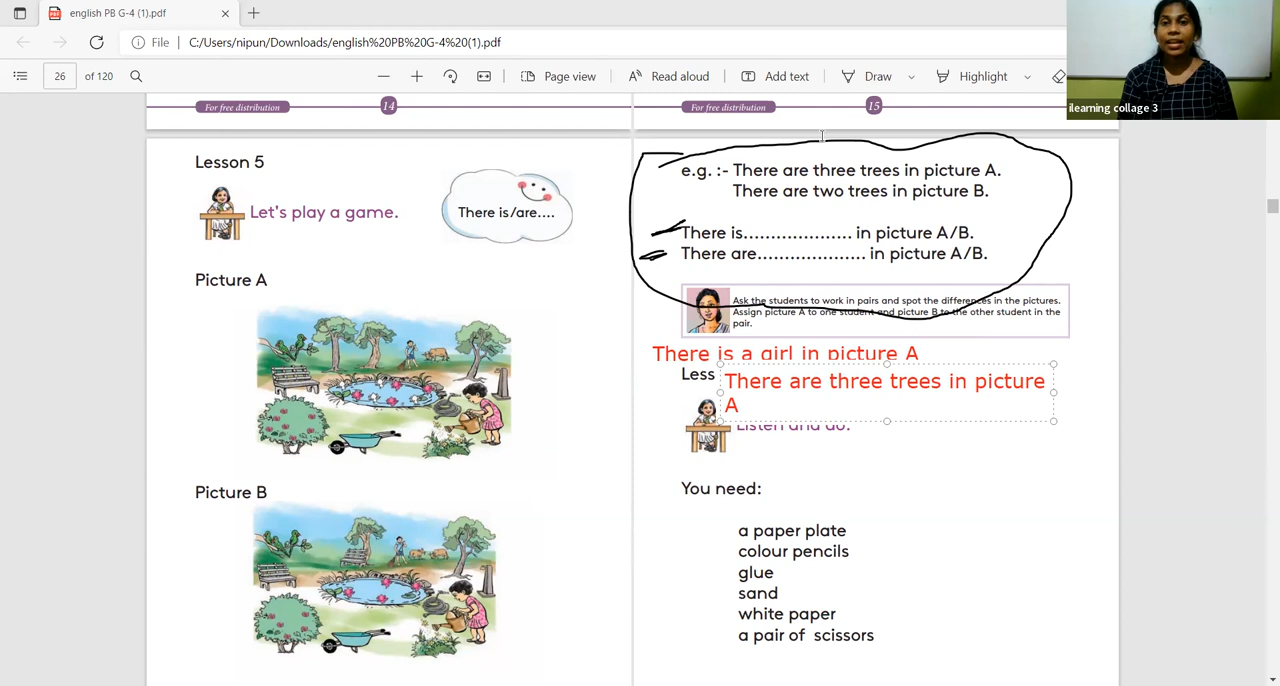 english PB G-4 (1).pdf
File C:/Users/nipun/Downloads/english%20PB%20G-4%20(1).pdf
26 of 120 Page view Read aloud Add text Draw Highlight
ilearning collage 3
For free distribution 14
For free distribution 15
Lesson 5
Let's play a game.
There is/are....
Picture A
Picture B
e.g. :- There are three trees in picture A.
There are two trees in picture B.
There is.................... in picture A/B.
There are.................... in picture A/B.
Ask the students to work in pairs and spot the differences in the pictures.
Assign picture A to one student and picture B to the other student in the
pair.
There is a girl in picture A
Less
There are three trees in picture
A
Listen and do.
You need:
a paper plate
colour pencils
glue
sand
white paper
a pair of scissors